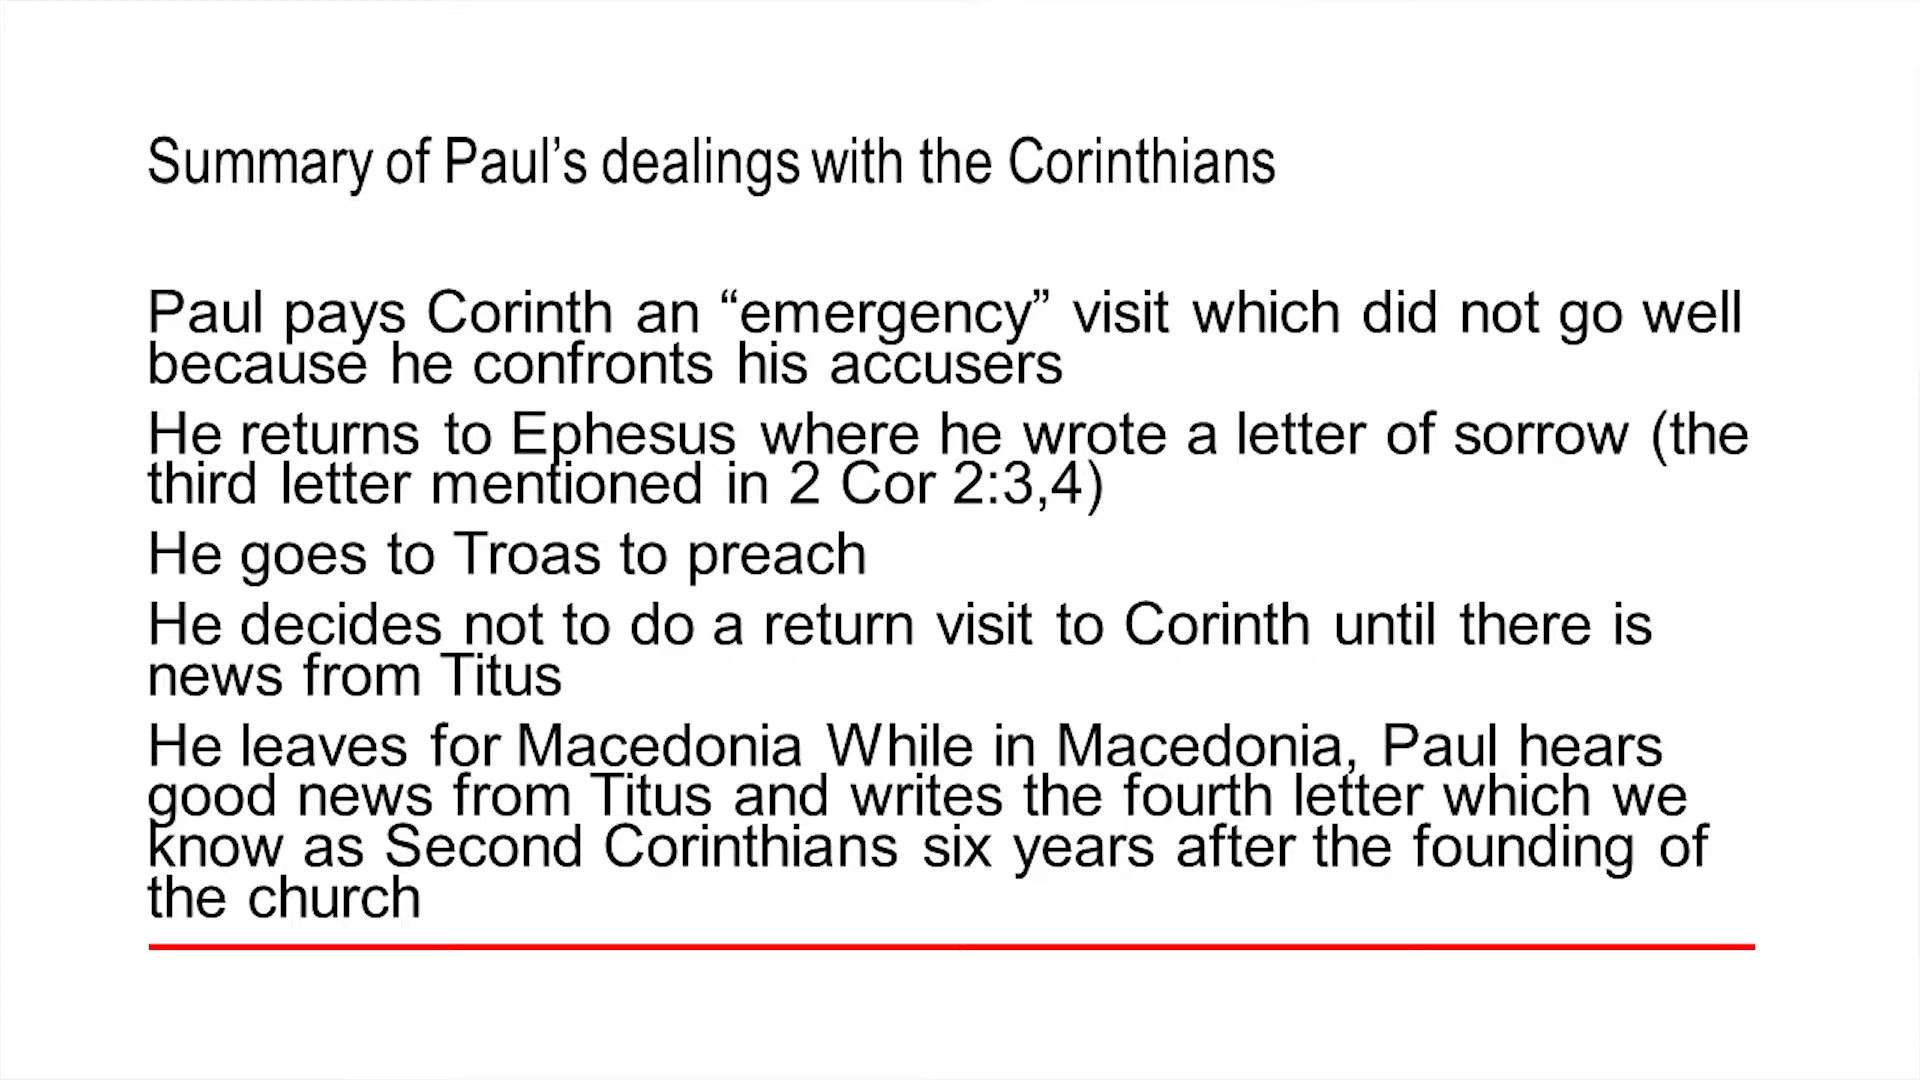 Summary of Paul’s dealings with the Corinthians
Paul pays Corinth an “emergency” visit which did not go well
because he confronts his accusers
He returns to Ephesus where he wrote a letter of sorrow (the
third letter mentioned in 2 Cor 2:3,4)
He goes to Troas to preach
He decides not to do a return visit to Corinth until there is
news from Titus
He leaves for Macedonia While in Macedonia, Paul hears
good news from Titus and writes the fourth letter which we
know as Second Corinthians six years after the founding of
the church